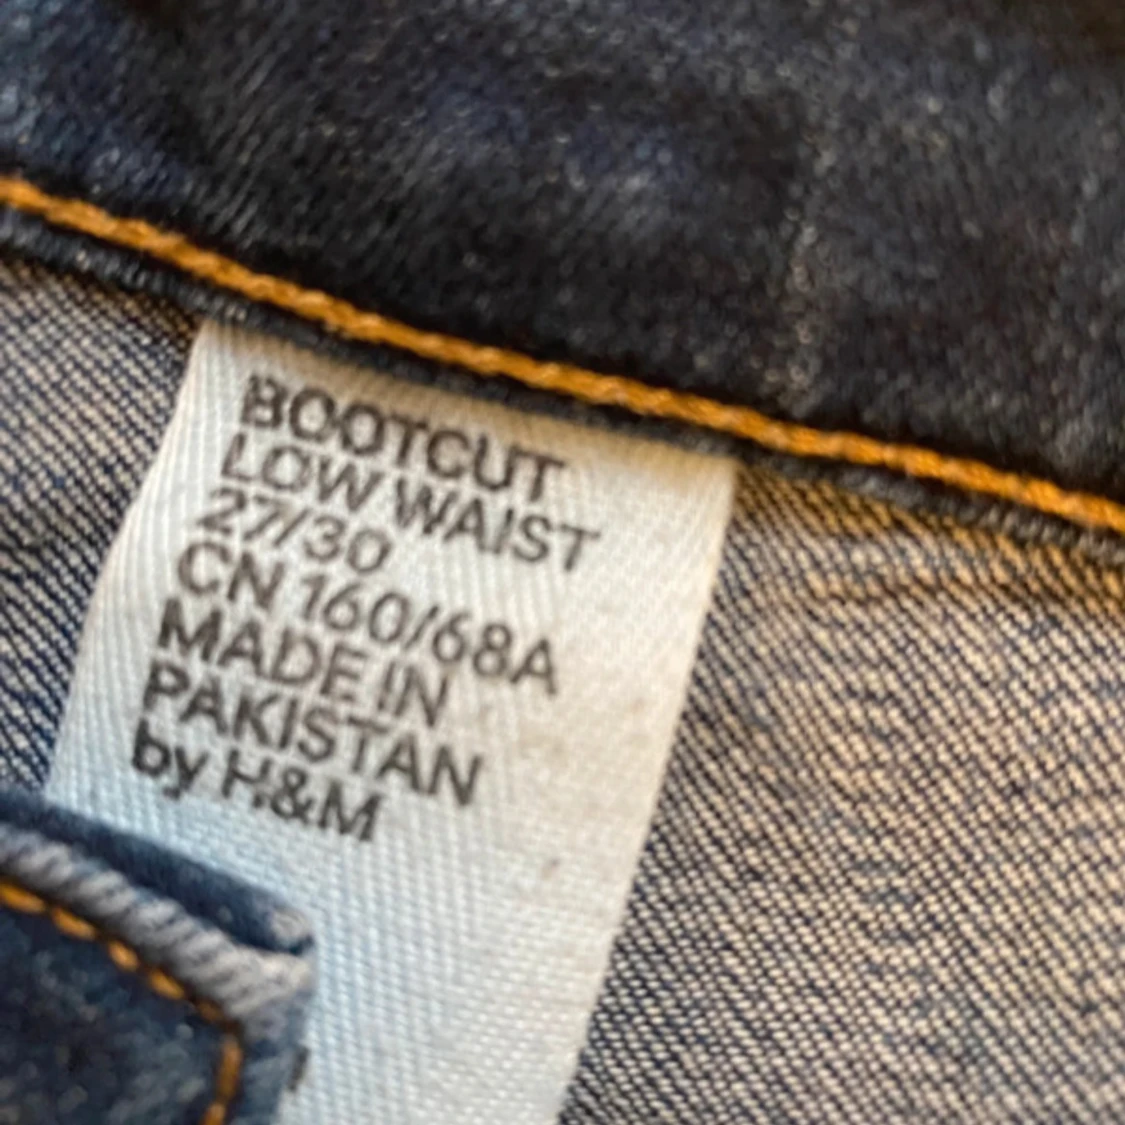 BOOTCUT
LOW WAIST
27/30
CN 160/68A
MADE IN
PAKISTAN
by H&M